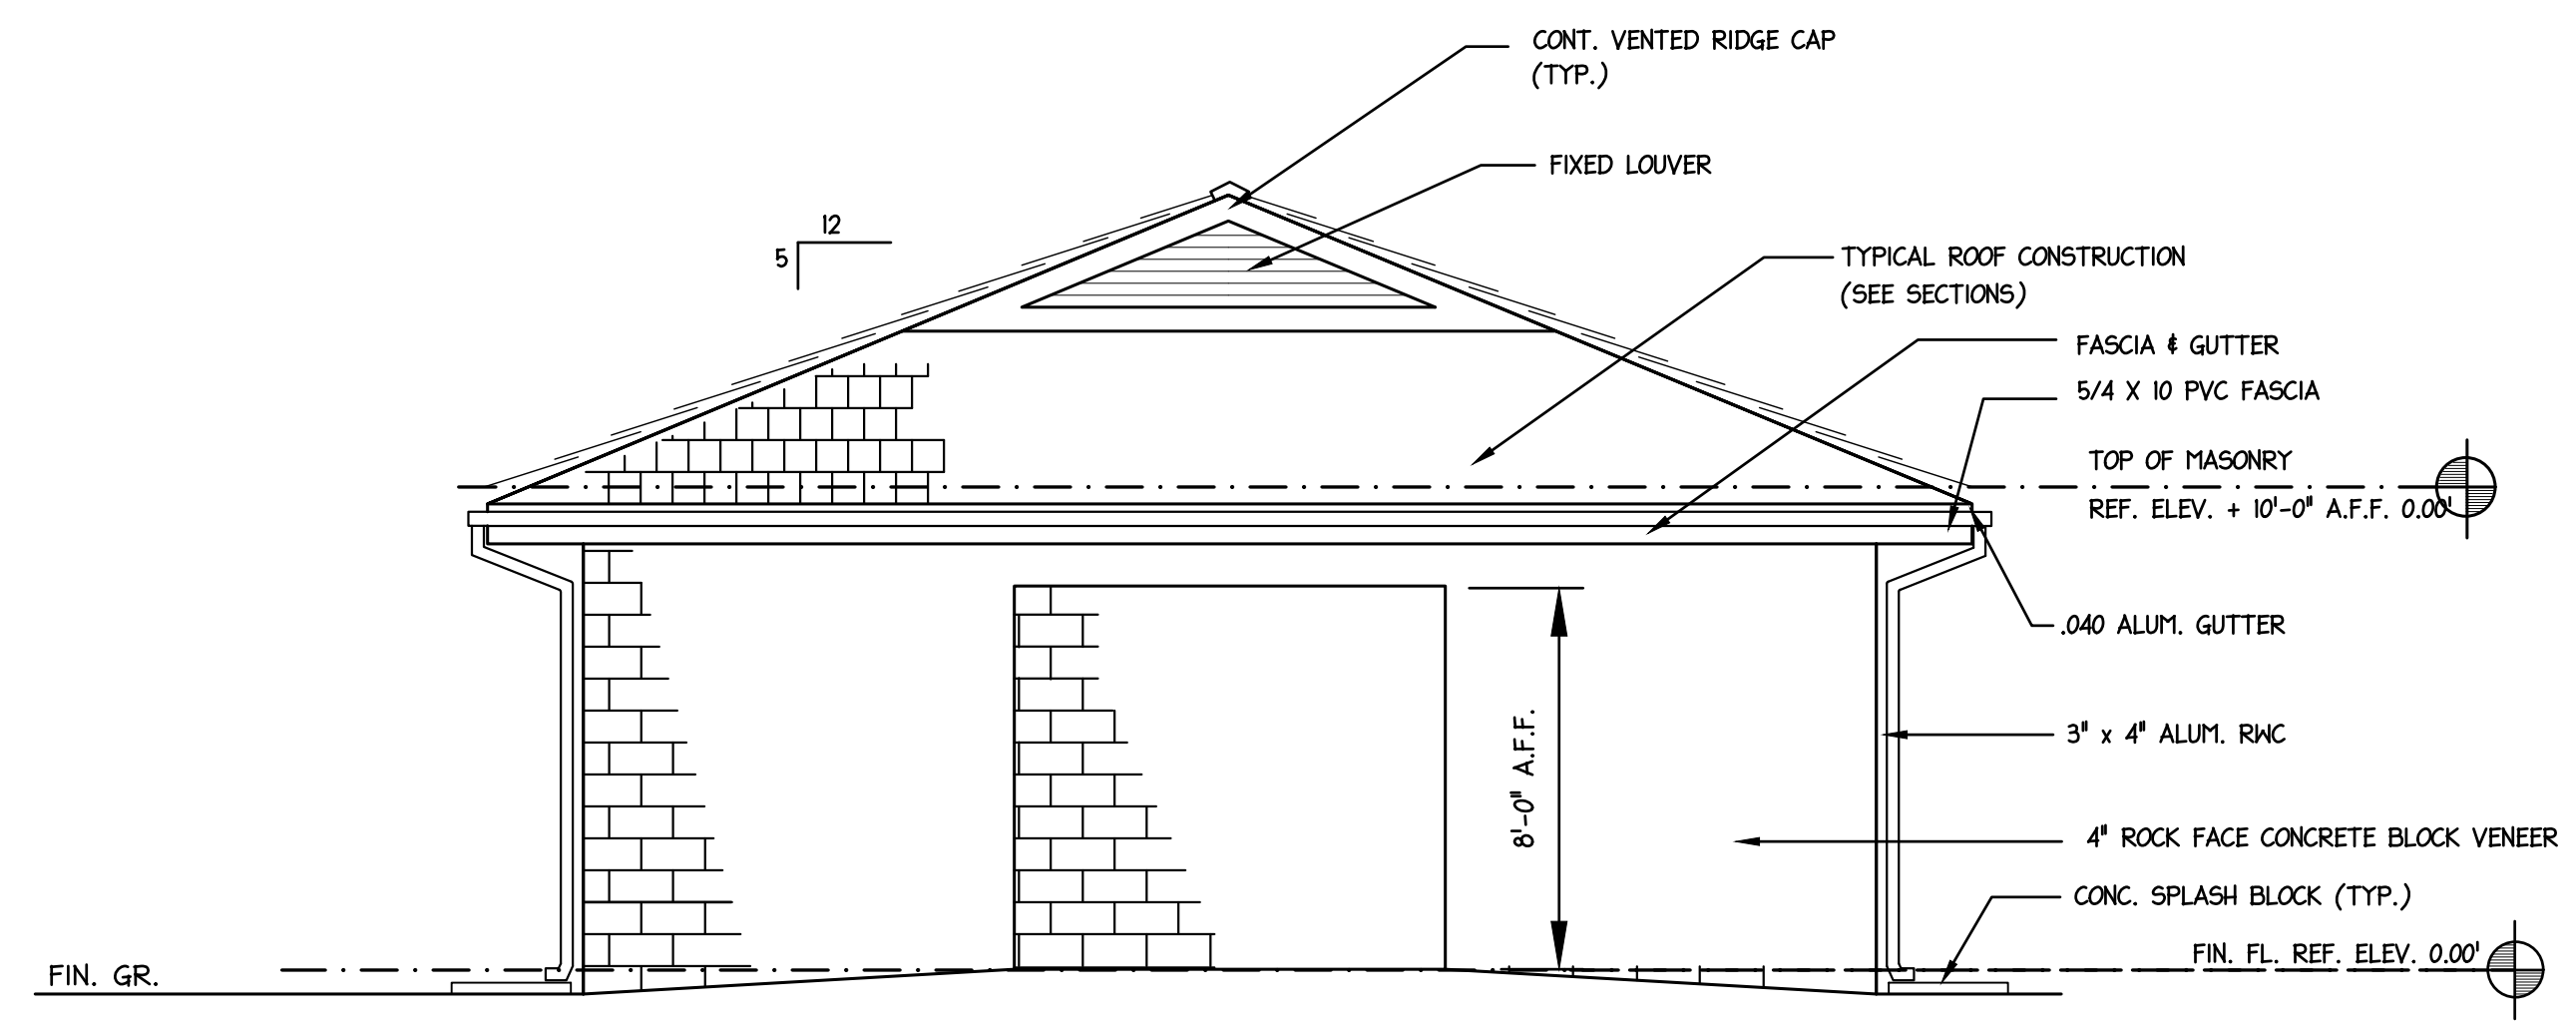 CONT. VENTED RIDGE CAP
(TYP.)
FIXED LOUVER
12
5
TYPICAL ROOF CONSTRUCTION
(SEE SECTIONS)
FASCIA & GUTTER
5/4 X 10 PVC FASCIA
TOP OF MASONRY
REF. ELEV. + 10'-0" A.F.F. 0.00'
.040 ALUM. GUTTER
8'-0" A.F.F.
3" x 4" ALUM. RWC
4" ROCK FACE CONCRETE BLOCK VENEER
CONC. SPLASH BLOCK (TYP.)
FIN. FL. REF. ELEV. 0.00'
FIN. GR.